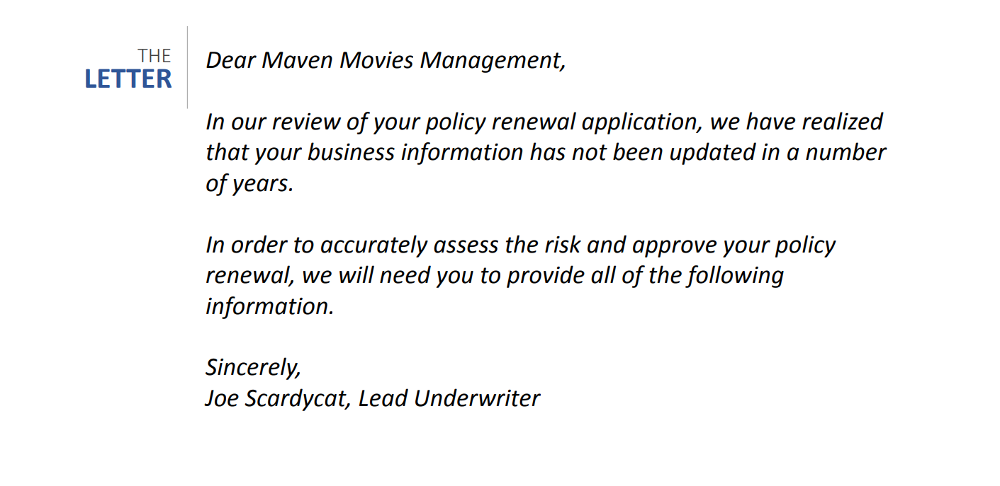 THE
LETTER
Dear Maven Movies Management,
In our review of your policy renewal application, we have realized
that your business information has not been updated in a number
of years.
In order to accurately assess the risk and approve your policy
renewal, we will need you to provide all of the following
information.
Sincerely,
Joe Scardycat, Lead Underwriter